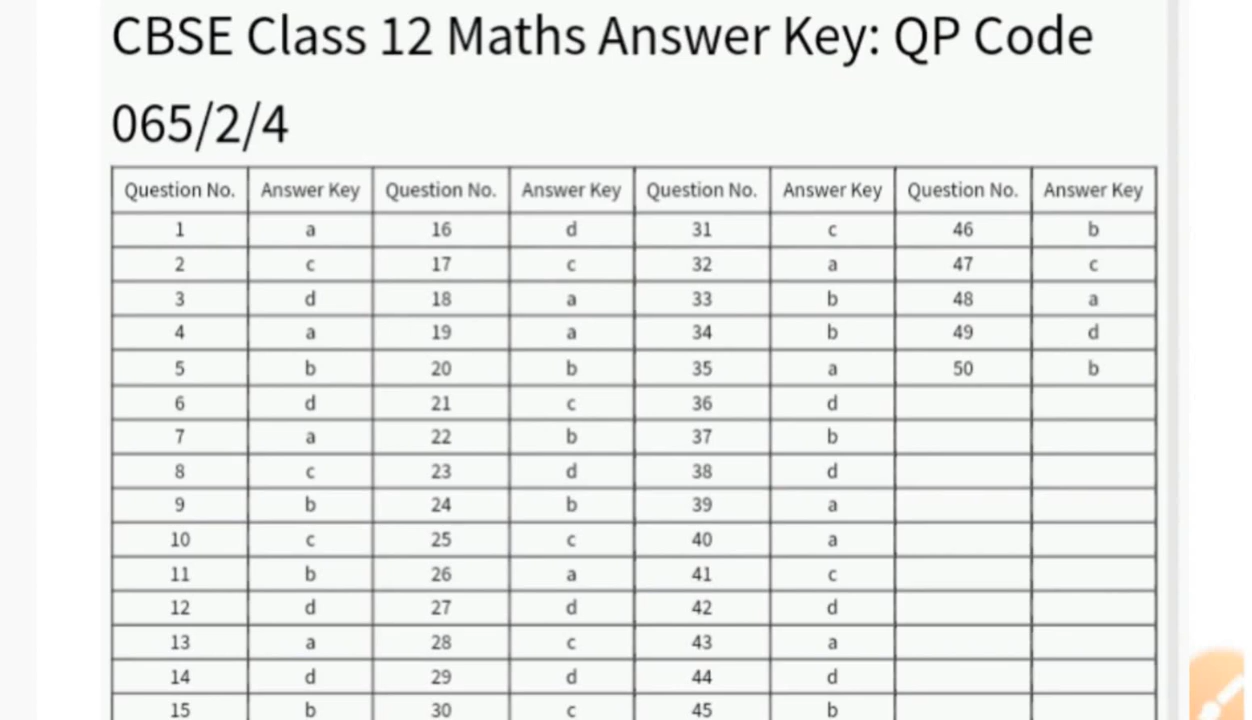 CBSE Class 12 Maths Answer Key: QP Code
065/2/4
Question No. Answer Key Question No. Answer Key Question No. Answer Key Question No. Answer Key
1 a 16 d 31 c 46 b
2 c 17 c 32 a 47 c
3 d 18 a 33 b 48 a
4 a 19 a 34 b 49 d
5 b 20 b 35 a 50 b
6 d 21 c 36 d
7 a 22 b 37 b
8 c 23 d 38 d
9 b 24 b 39 a
10 c 25 c 40 a
11 b 26 a 41 c
12 d 27 d 42 d
13 a 28 c 43 a
14 d 29 d 44 d
15 b 30 c 45 b